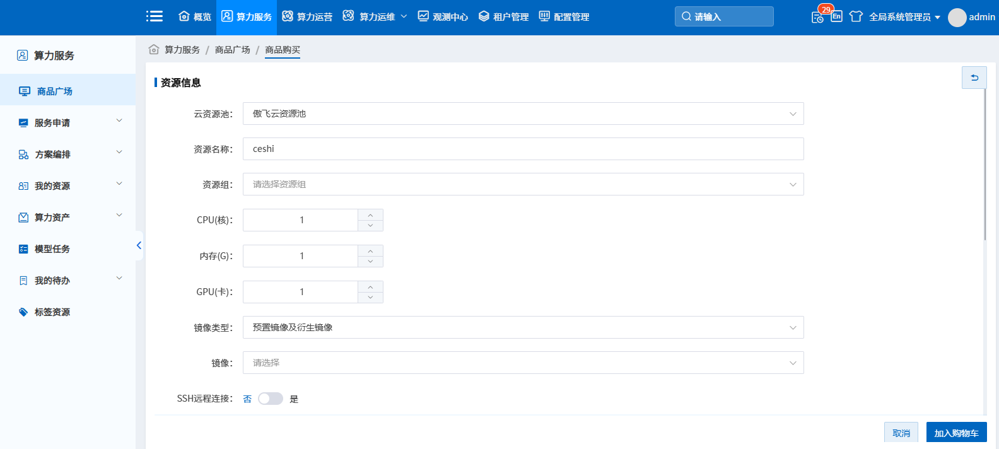 概览 算力服务 算力运营 算力运维 观测中心 租户管理 配置管理 请输入 29 En 全局系统管理员 admin
算力服务
商品广场
服务申请
方案编排
我的资源
算力资产
模型任务
我的待办
标签资源
算力服务 / 商品广场 / 商品购买
资源信息
云资源池： 傲飞云资源池
资源名称： ceshi
资源组： 请选择资源组
CPU(核)： 1
内存(G)： 1
GPU(卡)： 1
镜像类型： 预置镜像及衍生镜像
镜像： 请选择
SSH远程连接： 否 是
取消 加入购物车